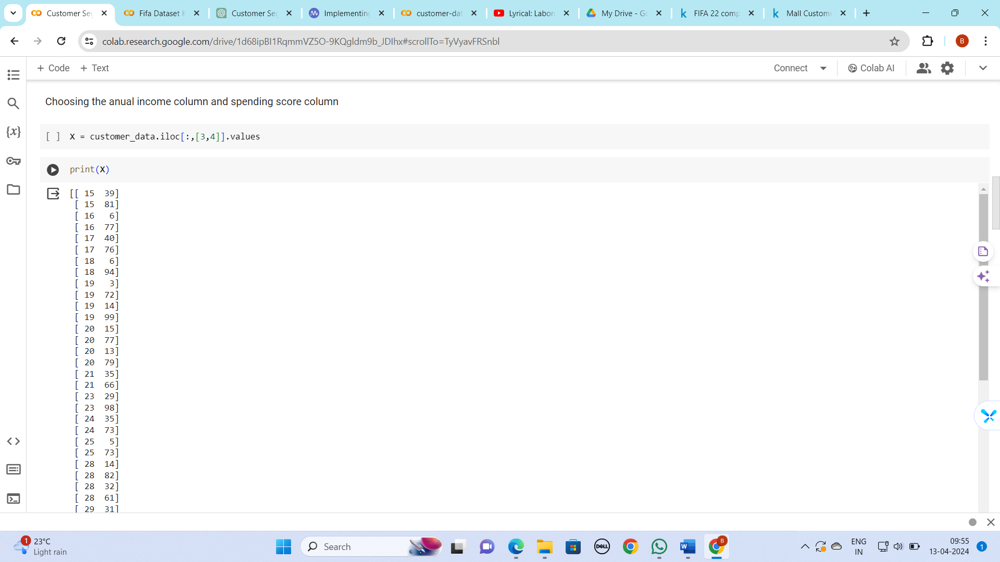 Customer Se
Fifa Dataset K
Customer Se
Implementing
customer-dat
Lyrical: Labon
My Drive - Go
FIFA 22 comp
Mall Custome
colab.research.google.com/drive/1d68ipBI1RqmmVZ5O-9KQgldm9b_JDIhx#scrollTo=TyVyavFRSnbl
B
+ Code + Text
Connect
Colab AI
Choosing the anual income column and spending score column
[ ] X = customer_data.iloc[:,[3,4]].values
print(X)
[[ 15 39]
[ 15 81]
[ 16 6]
[ 16 77]
[ 17 40]
[ 17 76]
[ 18 6]
[ 18 94]
[ 19 3]
[ 19 72]
[ 19 14]
[ 19 99]
[ 20 15]
[ 20 77]
[ 20 13]
[ 20 79]
[ 21 35]
[ 21 66]
[ 23 29]
[ 23 98]
[ 24 35]
[ 24 73]
[ 25 5]
[ 25 73]
[ 28 14]
[ 28 82]
[ 28 32]
[ 28 61]
[ 29 31]
1
23°C
Light rain
Search
DELL
W
B
ENG
IN
09:55
13-04-2024
1